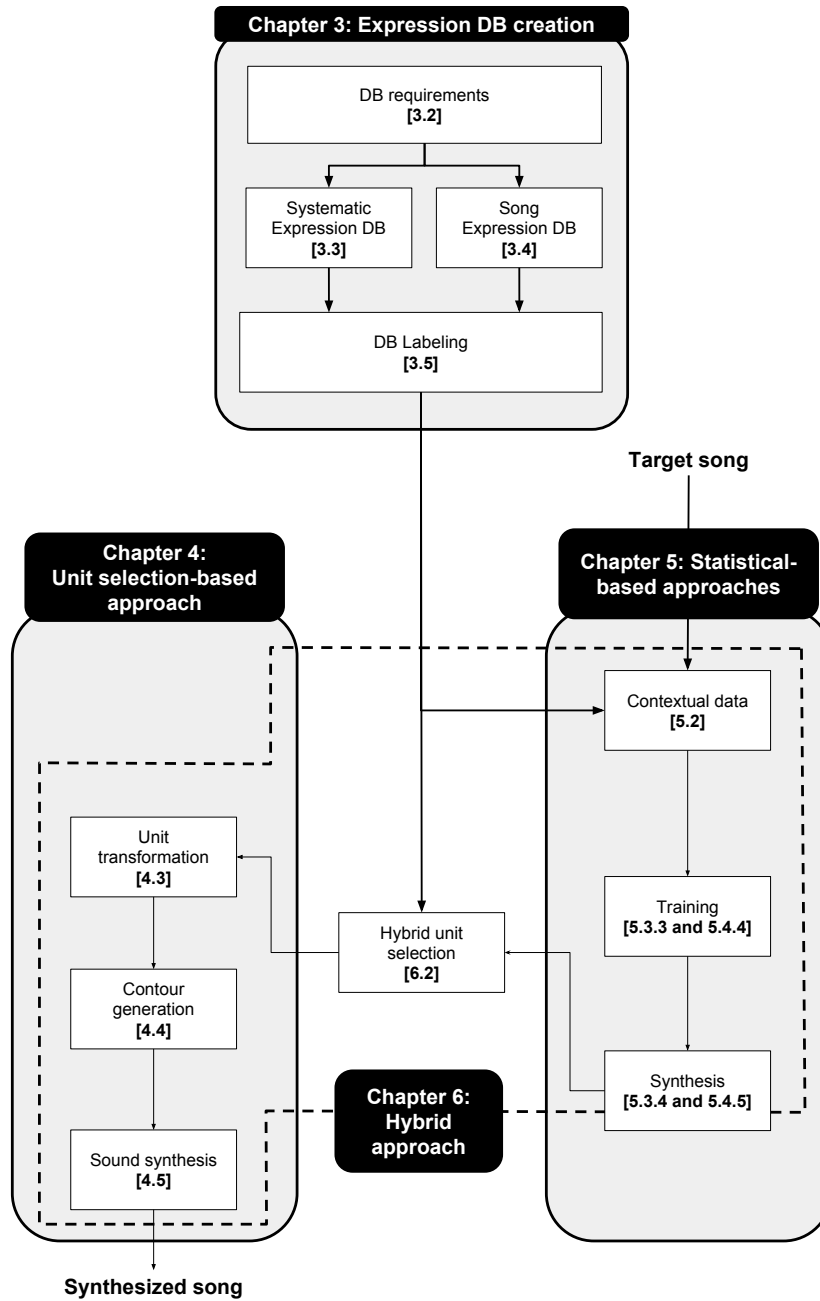 Chapter 3: Expression DB creation
DB requirements
[3.2]
Systematic
Expression DB
[3.3]
Song
Expression DB
[3.4]
DB Labeling
[3.5]
Target song
Chapter 4:
Unit selection-based
approach
Chapter 5: Statistical-
based approaches
Contextual data
[5.2]
Unit
transformation
[4.3]
Training
[5.3.3 and 5.4.4]
Hybrid unit
selection
[6.2]
Contour
generation
[4.4]
Synthesis
[5.3.4 and 5.4.5]
Chapter 6:
Hybrid
approach
Sound synthesis
[4.5]
Synthesized song